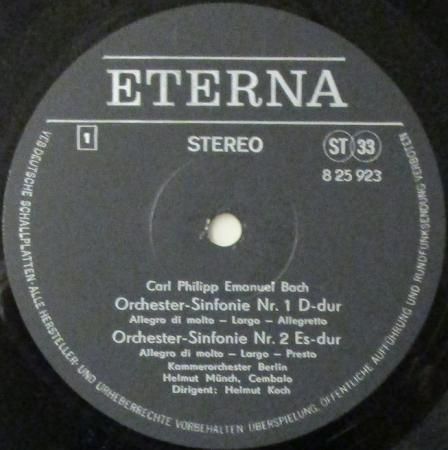 ETERNA
1
STEREO
ST 33
8 25 923
Carl Philipp Emanuel Bach
Orchester-Sinfonie Nr. 1 D-dur
Allegro di molto – Largo – Allegretto
Orchester-Sinfonie Nr. 2 Es-dur
Allegro di molto – Largo – Presto
Kammerorchester Berlin
Helmut Münch, Cembalo
Dirigent: Helmut Koch
VEB DEUTSCHE SCHALLPLATTEN · ALLE HERSTELLER- UND URHEBERRECHTE VORBEHALTEN ÜBERSPIELUNG, ÖFFENTLICHE AUFFÜHRUNG UND RUNDFUNKSENDUNG VERBOTEN